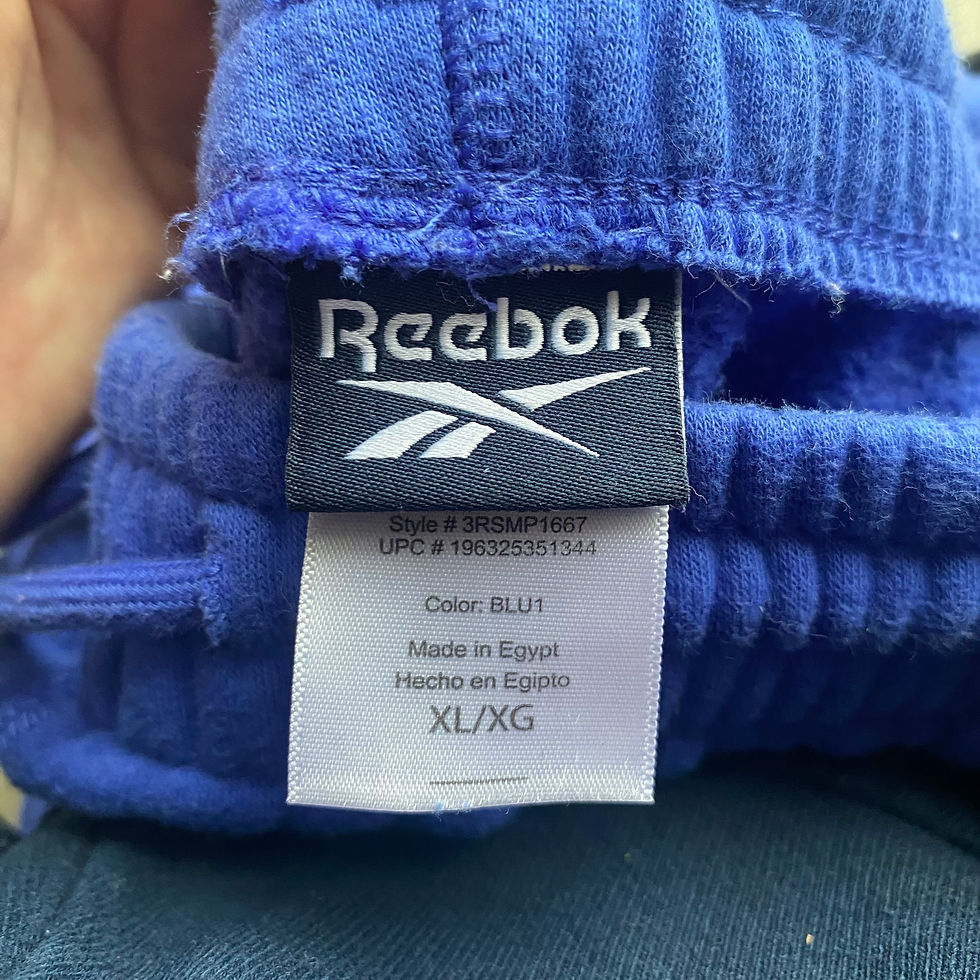 Reebok
Style # 3RSMP1667
UPC # 196325351344
Color: BLU1
Made in Egypt
Hecho en Egipto
XL/XG